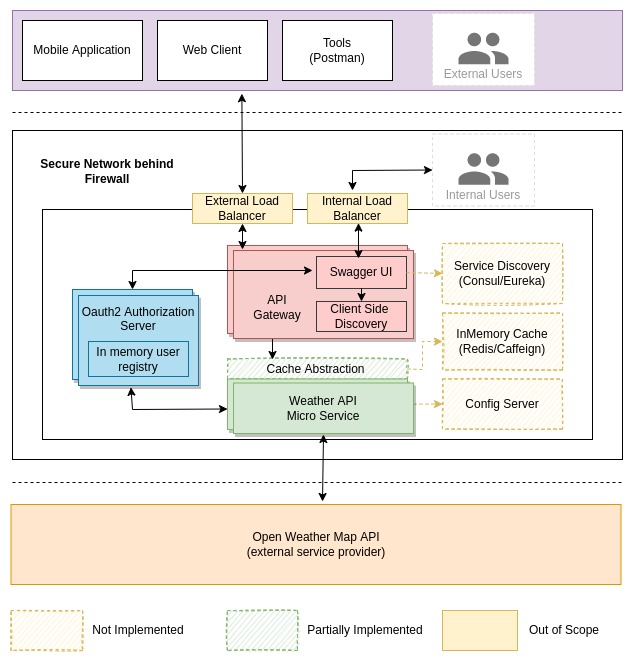 Mobile Application
Web Client
Tools
(Postman)
External Users
Secure Network behind
Firewall
Internal Users
External Load
Balancer
Internal Load
Balancer
Oauth2 Authorization
Server
In memory user
registry
API
Gateway
Swagger UI
Client Side
Discovery
Service Discovery
(Consul/Eureka)
InMemory Cache
(Redis/Caffeign)
Cache Abstraction
Weather API
Micro Service
Config Server
Open Weather Map API
(external service provider)
Not Implemented
Partially Implemented
Out of Scope